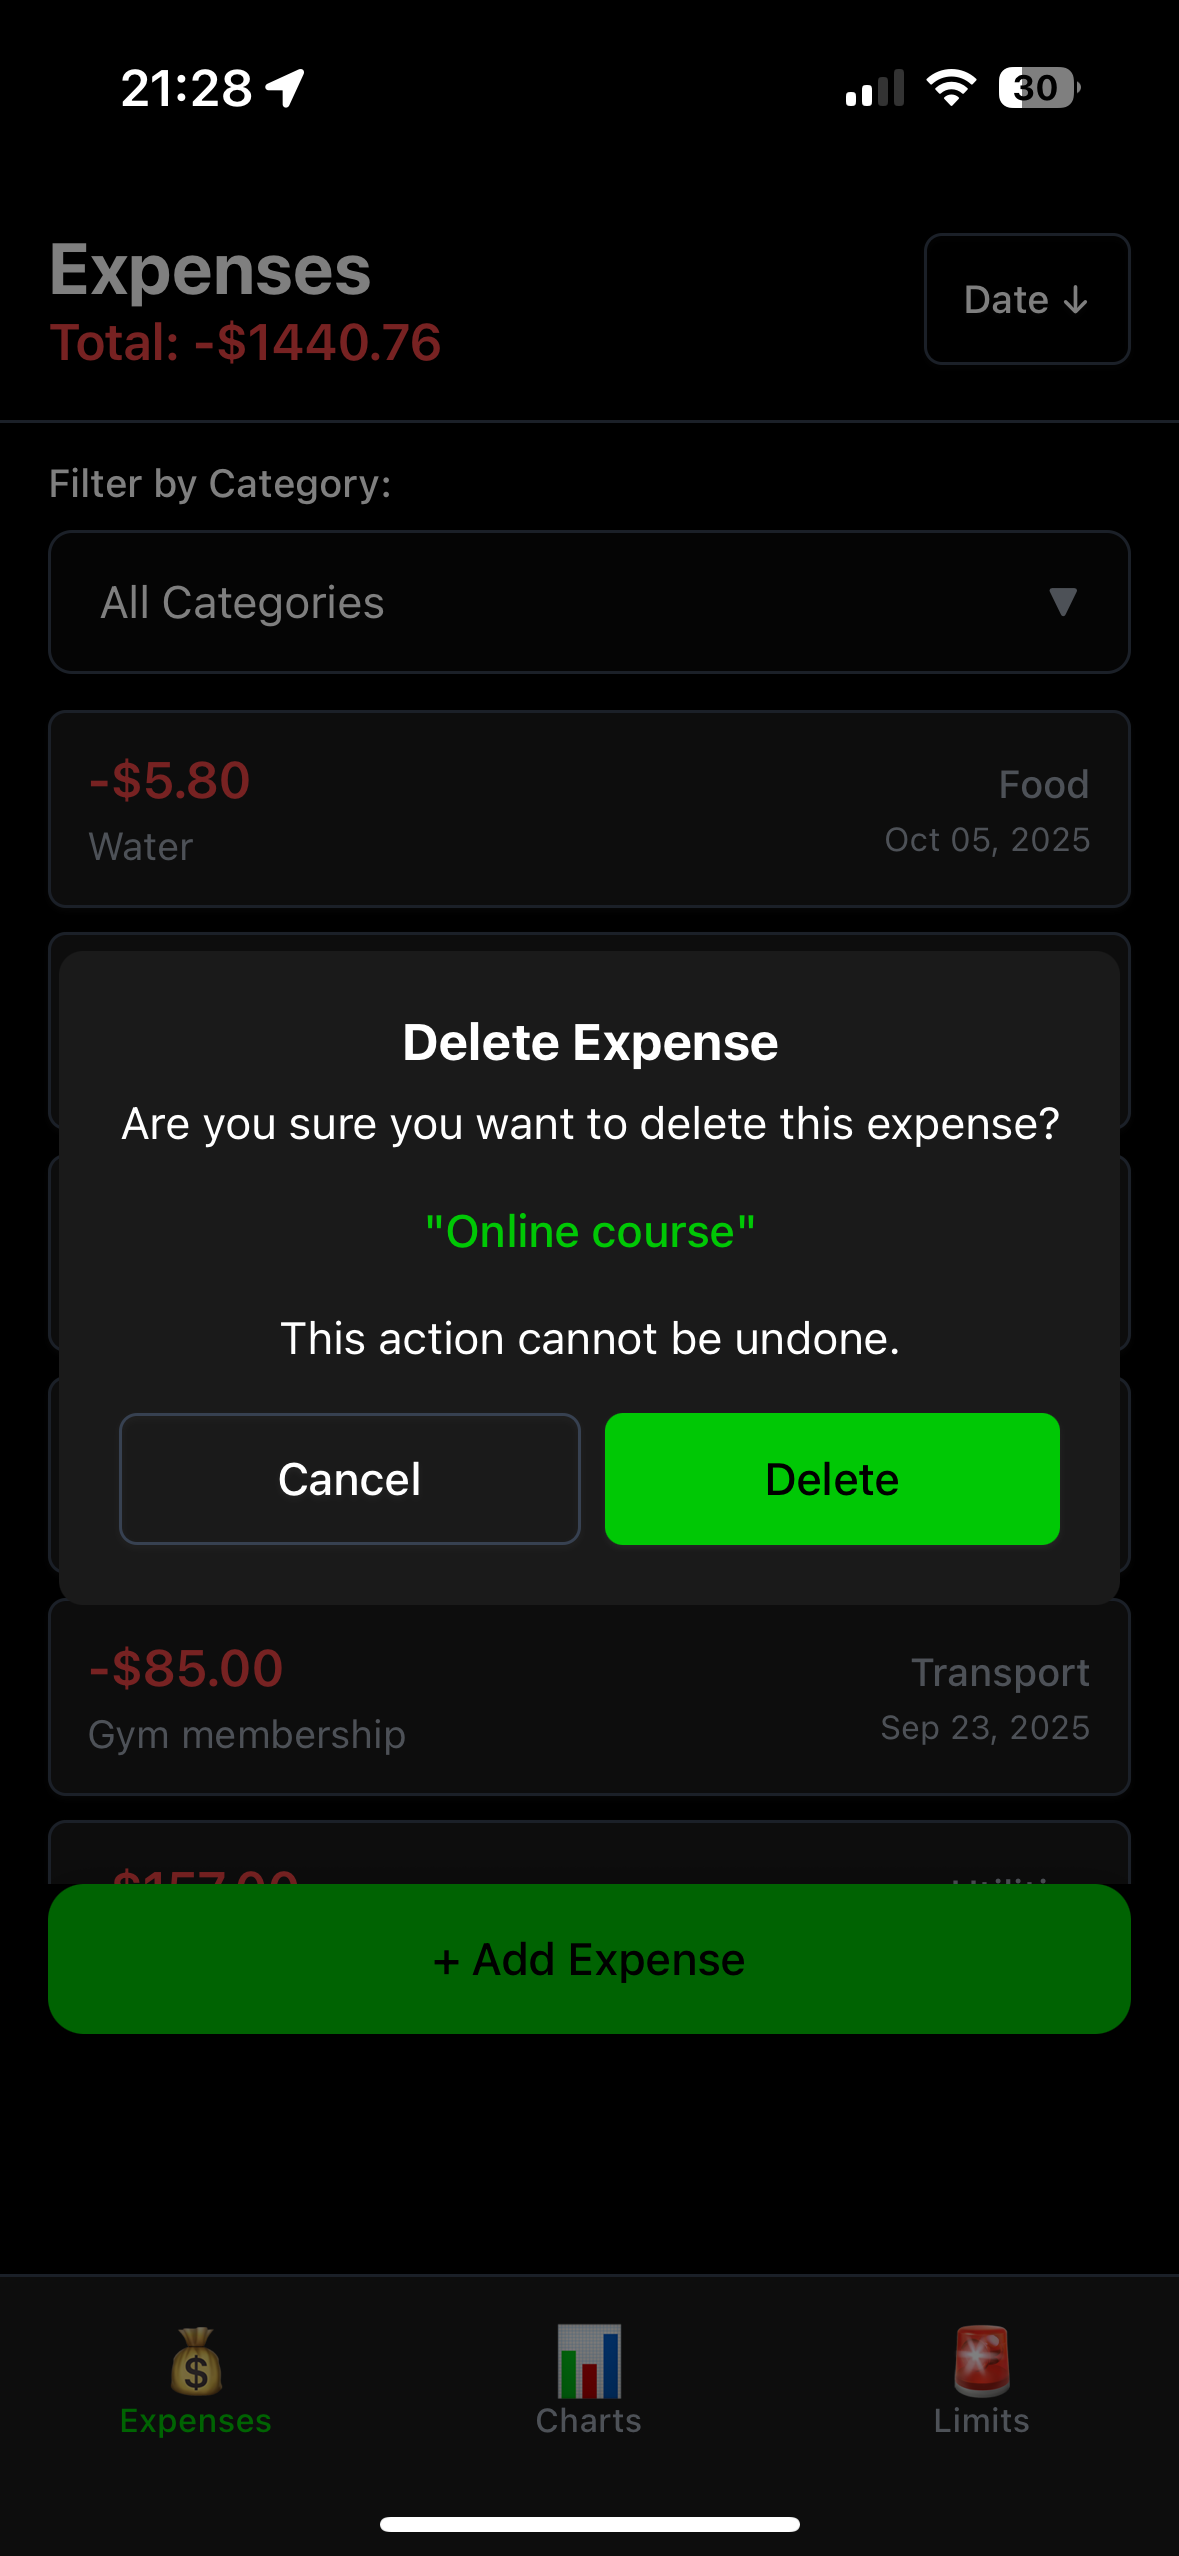 21:28
30
Expenses
Total: -$1440.76
Date ↓
Filter by Category:
All Categories
-$5.80
Food
Water
Oct 05, 2025
Delete Expense
Are you sure you want to delete this expense?
"Online course"
This action cannot be undone.
Cancel
Delete
-$85.00
Transport
Gym membership
Sep 23, 2025
+ Add Expense
Expenses
Charts
Limits